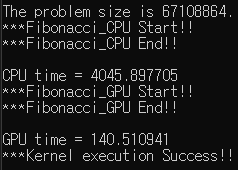 The problem size is 67108864.
***Fibonacci_CPU Start!!
***Fibonacci_CPU End!!

CPU time = 4045.897705
***Fibonacci_GPU Start!!
***Fibonacci_GPU End!!

GPU time = 140.510941
***Kernel execution Success!!